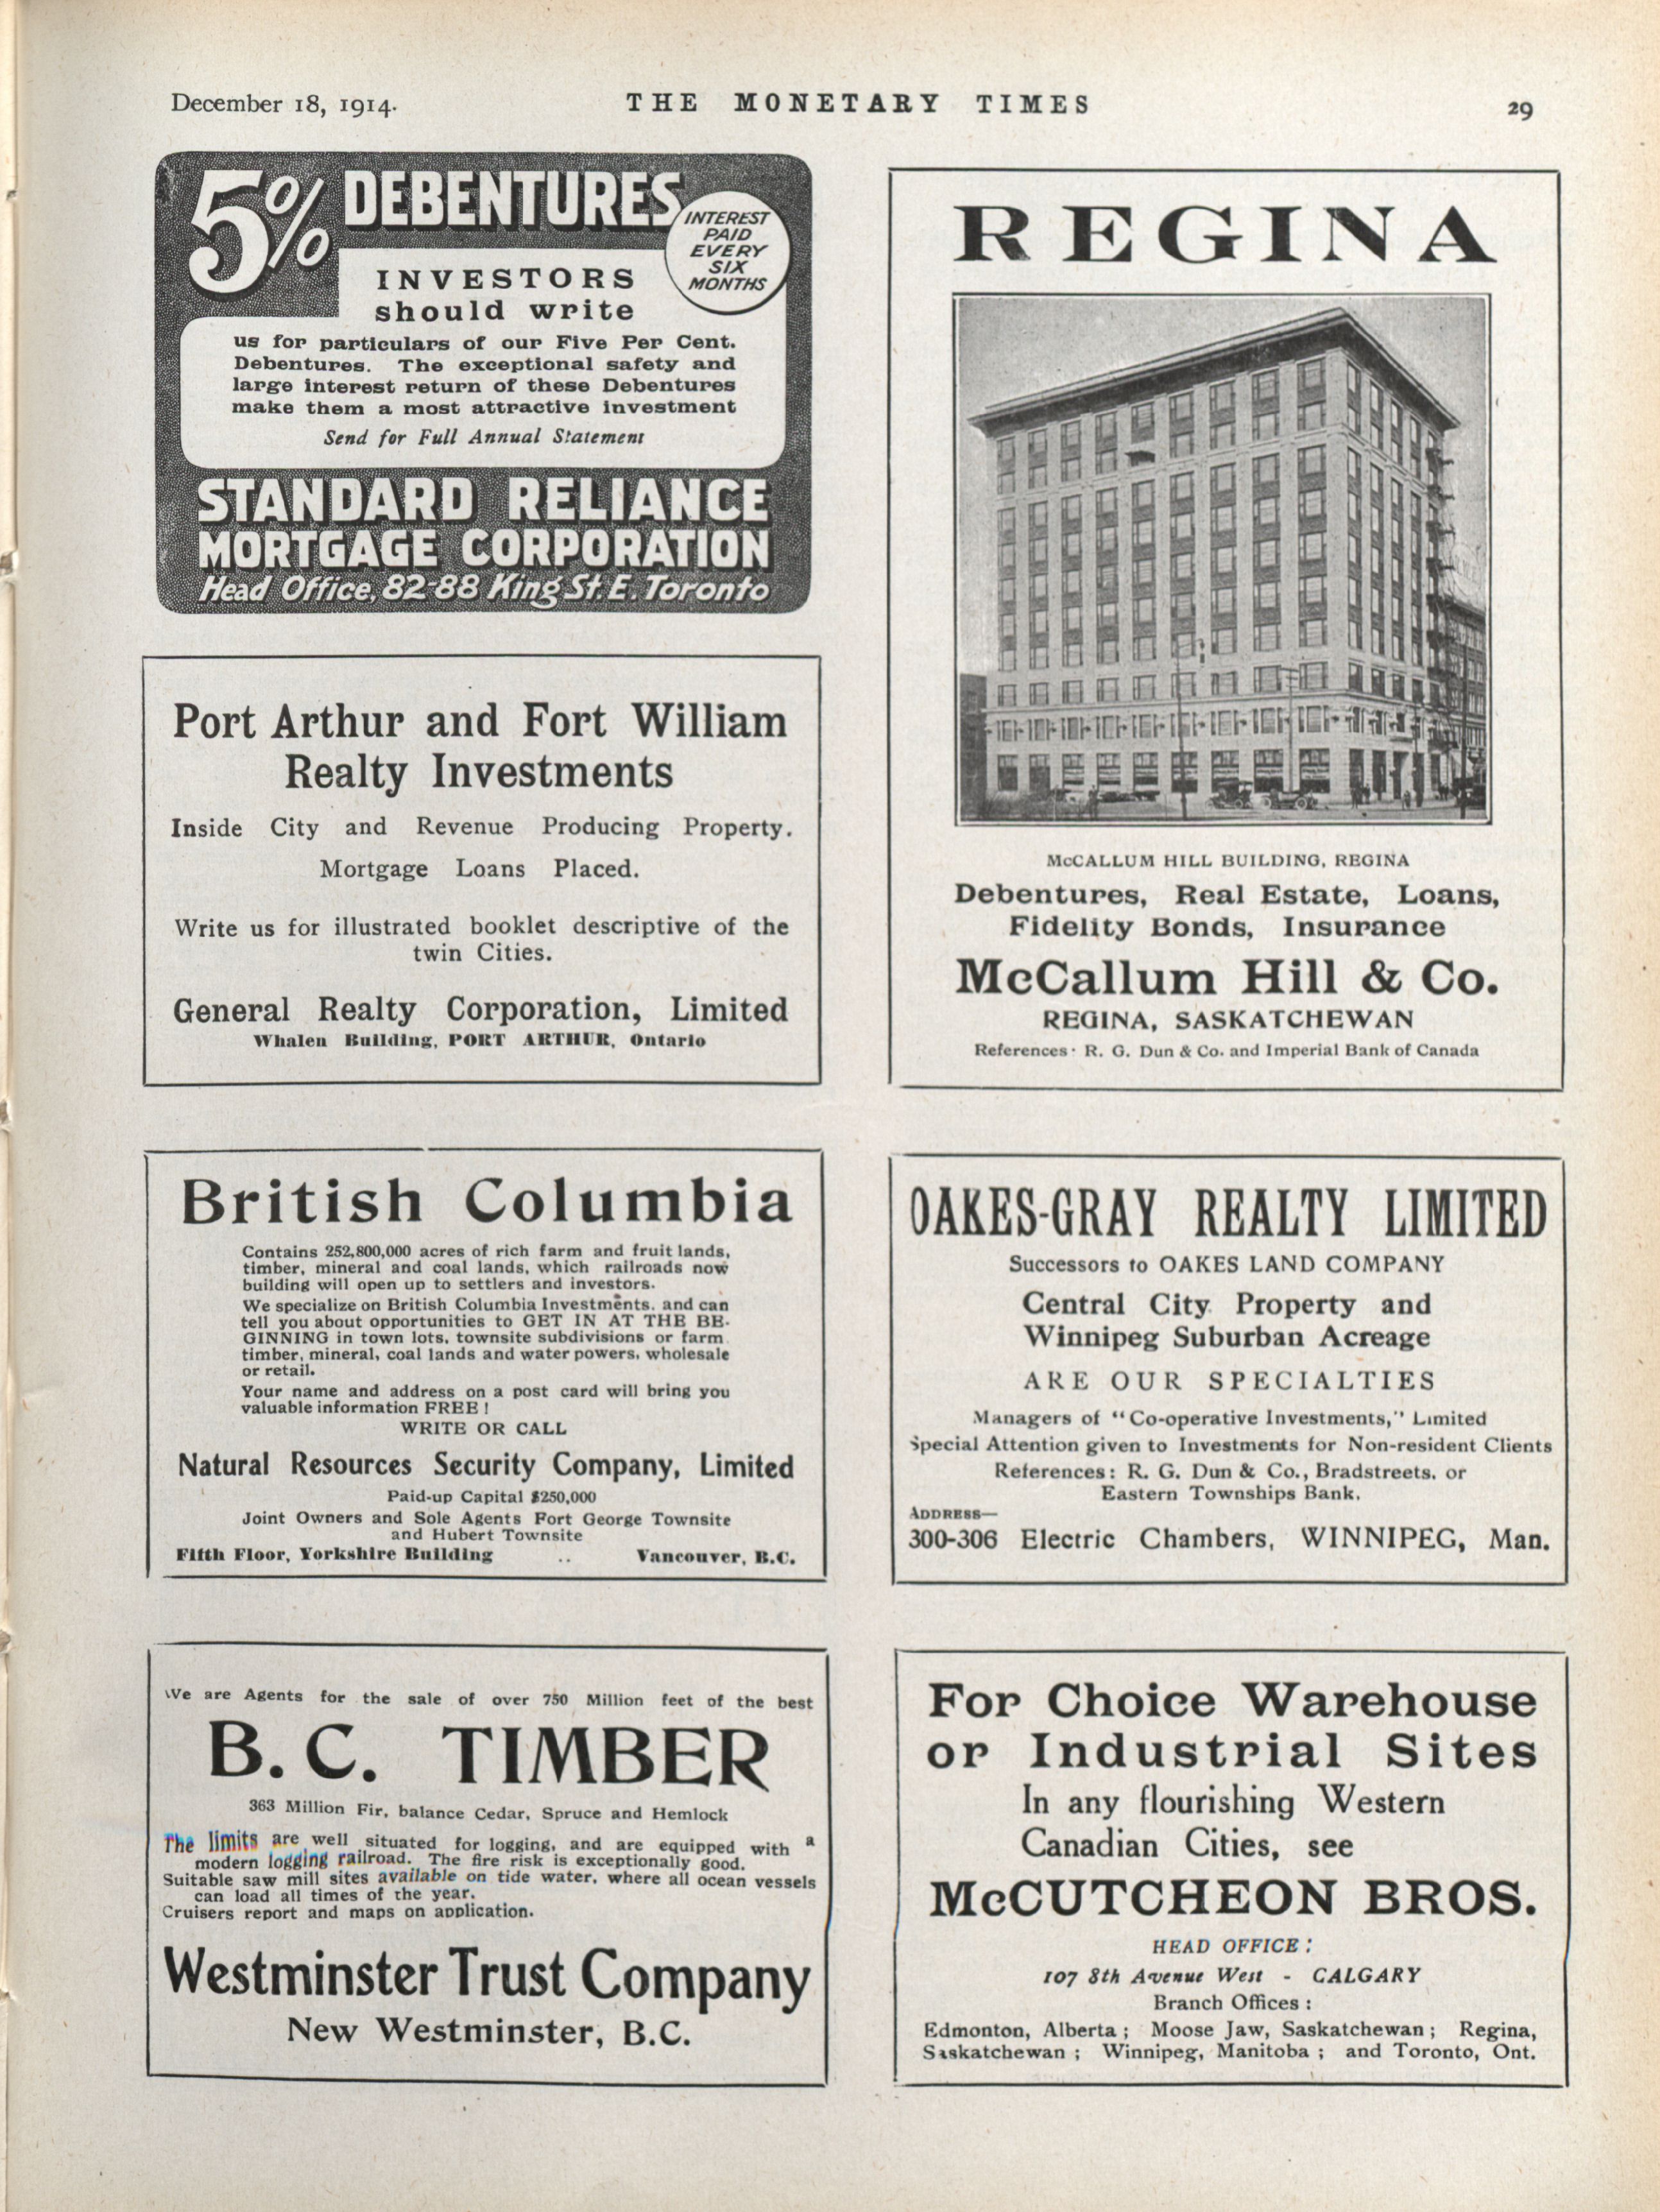 December 18, 1914.
THE MONETARY TIMES
29
5% DEBENTURES
INTEREST
PAID
EVERY
SIX
MONTHS
INVESTORS
should write
us for particulars of our Five Per Cent.
Debentures. The exceptional safety and
large interest return of these Debentures
make them a most attractive investment
Send for Full Annual Statement
STANDARD RELIANCE
MORTGAGE CORPORATION
Head Office, 82-88 King St. E. Toronto
Port Arthur and Fort William
Realty Investments
Inside City and Revenue Producing Property.
Mortgage Loans Placed.
Write us for illustrated booklet descriptive of the
twin Cities.
General Realty Corporation, Limited
Whalen Building, PORT ARTHUR, Ontario
British Columbia
Contains 252,800,000 acres of rich farm and fruit lands,
timber, mineral and coal lands, which railroads now
building will open up to settlers and investors.
We specialize on British Columbia Investments, and can
tell you about opportunities to GET IN AT THE BE-
GINNING in town lots, townsite subdivisions or farm
timber, mineral, coal lands and water powers, wholesale
or retail.
Your name and address on a post card will bring you
valuable information FREE !
WRITE OR CALL
Natural Resources Security Company, Limited
Paid-up Capital $250,000
Joint Owners and Sole Agents Fort George Townsite
and Hubert Townsite
Fifth Floor, Yorkshire Building .. Vancouver, B.C.
We are Agents for the sale of over 750 Million feet of the best
B. C. TIMBER
363 Million Fir, balance Cedar, Spruce and Hemlock
The limits are well situated for logging, and are equipped with a
modern logging railroad. The fire risk is exceptionally good.
Suitable saw mill sites available on tide water, where all ocean vessels
can load all times of the year.
Cruisers report and maps on application.
Westminster Trust Company
New Westminster, B.C.
REGINA
McCALLUM HILL BUILDING, REGINA
Debentures, Real Estate, Loans,
Fidelity Bonds, Insurance
McCallum Hill & Co.
REGINA, SASKATCHEWAN
References: R. G. Dun & Co. and Imperial Bank of Canada
OAKES-GRAY REALTY LIMITED
Successors to OAKES LAND COMPANY
Central City Property and
Winnipeg Suburban Acreage
ARE OUR SPECIALTIES
Managers of "Co-operative Investments," Limited
Special Attention given to Investments for Non-resident Clients
References: R. G. Dun & Co., Bradstreets, or
Eastern Townships Bank.
ADDRESS—
300-306 Electric Chambers, WINNIPEG, Man.
For Choice Warehouse
or Industrial Sites
In any flourishing Western
Canadian Cities, see
McCUTCHEON BROS.
HEAD OFFICE:
107 8th Avenue West - CALGARY
Branch Offices :
Edmonton, Alberta ; Moose Jaw, Saskatchewan ; Regina,
Saskatchewan ; Winnipeg, Manitoba ; and Toronto, Ont.